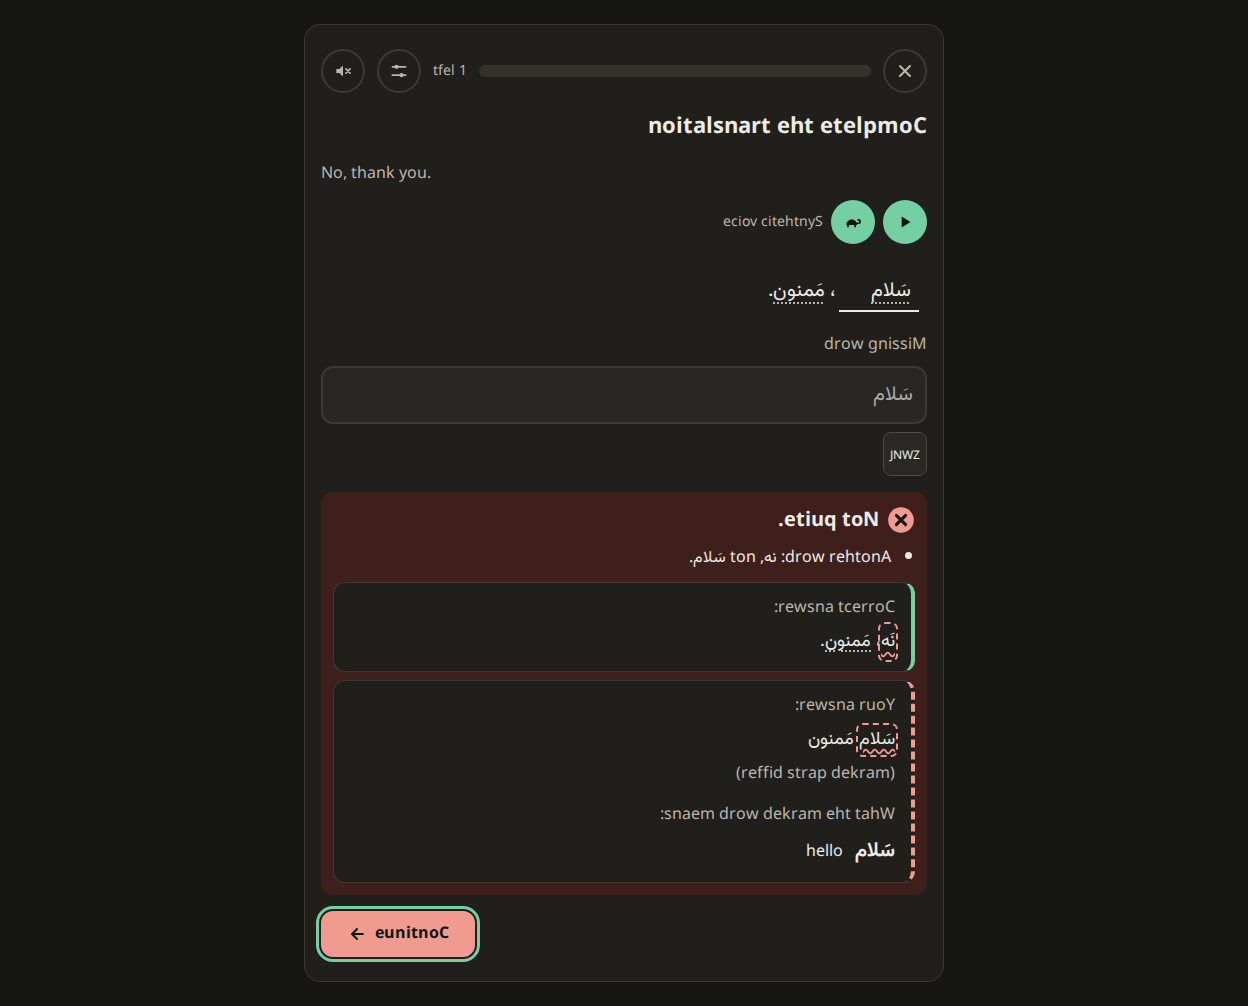 tfel 1
noitalsnart eht etelpmoC
No, thank you.
eciov citehtnyS
سَلام، مَمنون.
drow gnissiM
سَلام
JNWZ
.etiuq toN
.سَلام ton ,نه :drow rehtonA
:rewsna tcerroC
نَه، مَمنون.
:rewsna ruoY
سَلام مَمنون
(reffid strap dekram)
:snaem drow dekram eht tahW
سَلام hello
eunitnoC